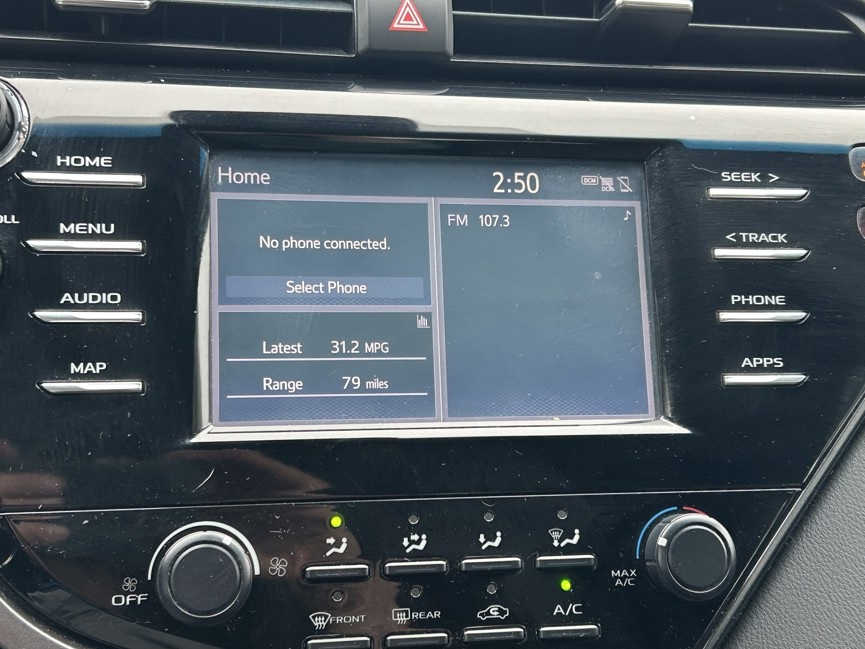 HOME
MENU
AUDIO
MAP
Home
2:50
DCM
No phone connected.
Select Phone
Latest 31.2 MPG
Range 79 miles
FM 107.3
SEEK >
< TRACK
PHONE
APPS
OFF
FRONT
REAR
A/C
MAX
A/C